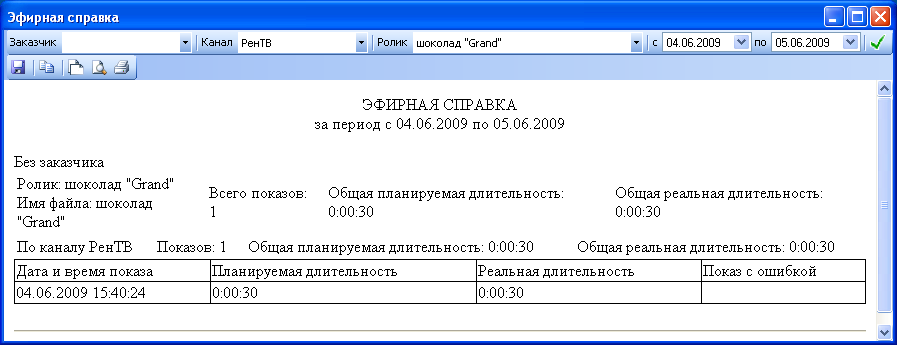 Эфирная справка
Заказчик Канал РенТВ Ролик шоколад "Grand" с 04.06.2009 по 05.06.2009
ЭФИРНАЯ СПРАВКА
за период с 04.06.2009 по 05.06.2009
Без заказчика
Ролик: шоколад "Grand"
Имя файла: шоколад
"Grand"
Всего показов:
1
Общая планируемая длительность:
0:00:30
Общая реальная длительность:
0:00:30
По каналу РенТВ Показов: 1 Общая планируемая длительность: 0:00:30 Общая реальная длительность: 0:00:30
Дата и время показа Планируемая длительность Реальная длительность Показ с ошибкой
04.06.2009 15:40:24 0:00:30 0:00:30